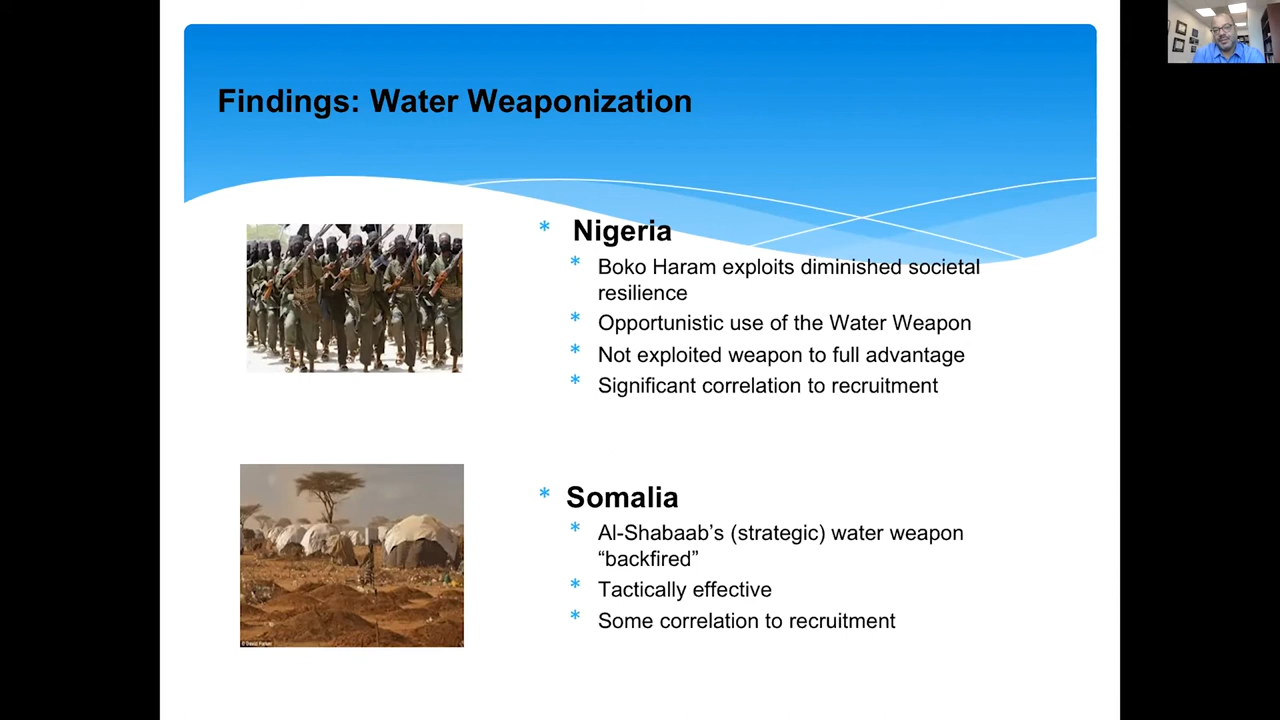 Findings: Water Weaponization
* Nigeria
* Boko Haram exploits diminished societal
resilience
* Opportunistic use of the Water Weapon
* Not exploited weapon to full advantage
* Significant correlation to recruitment
* Somalia
* Al-Shabaab’s (strategic) water weapon
“backfired”
* Tactically effective
* Some correlation to recruitment